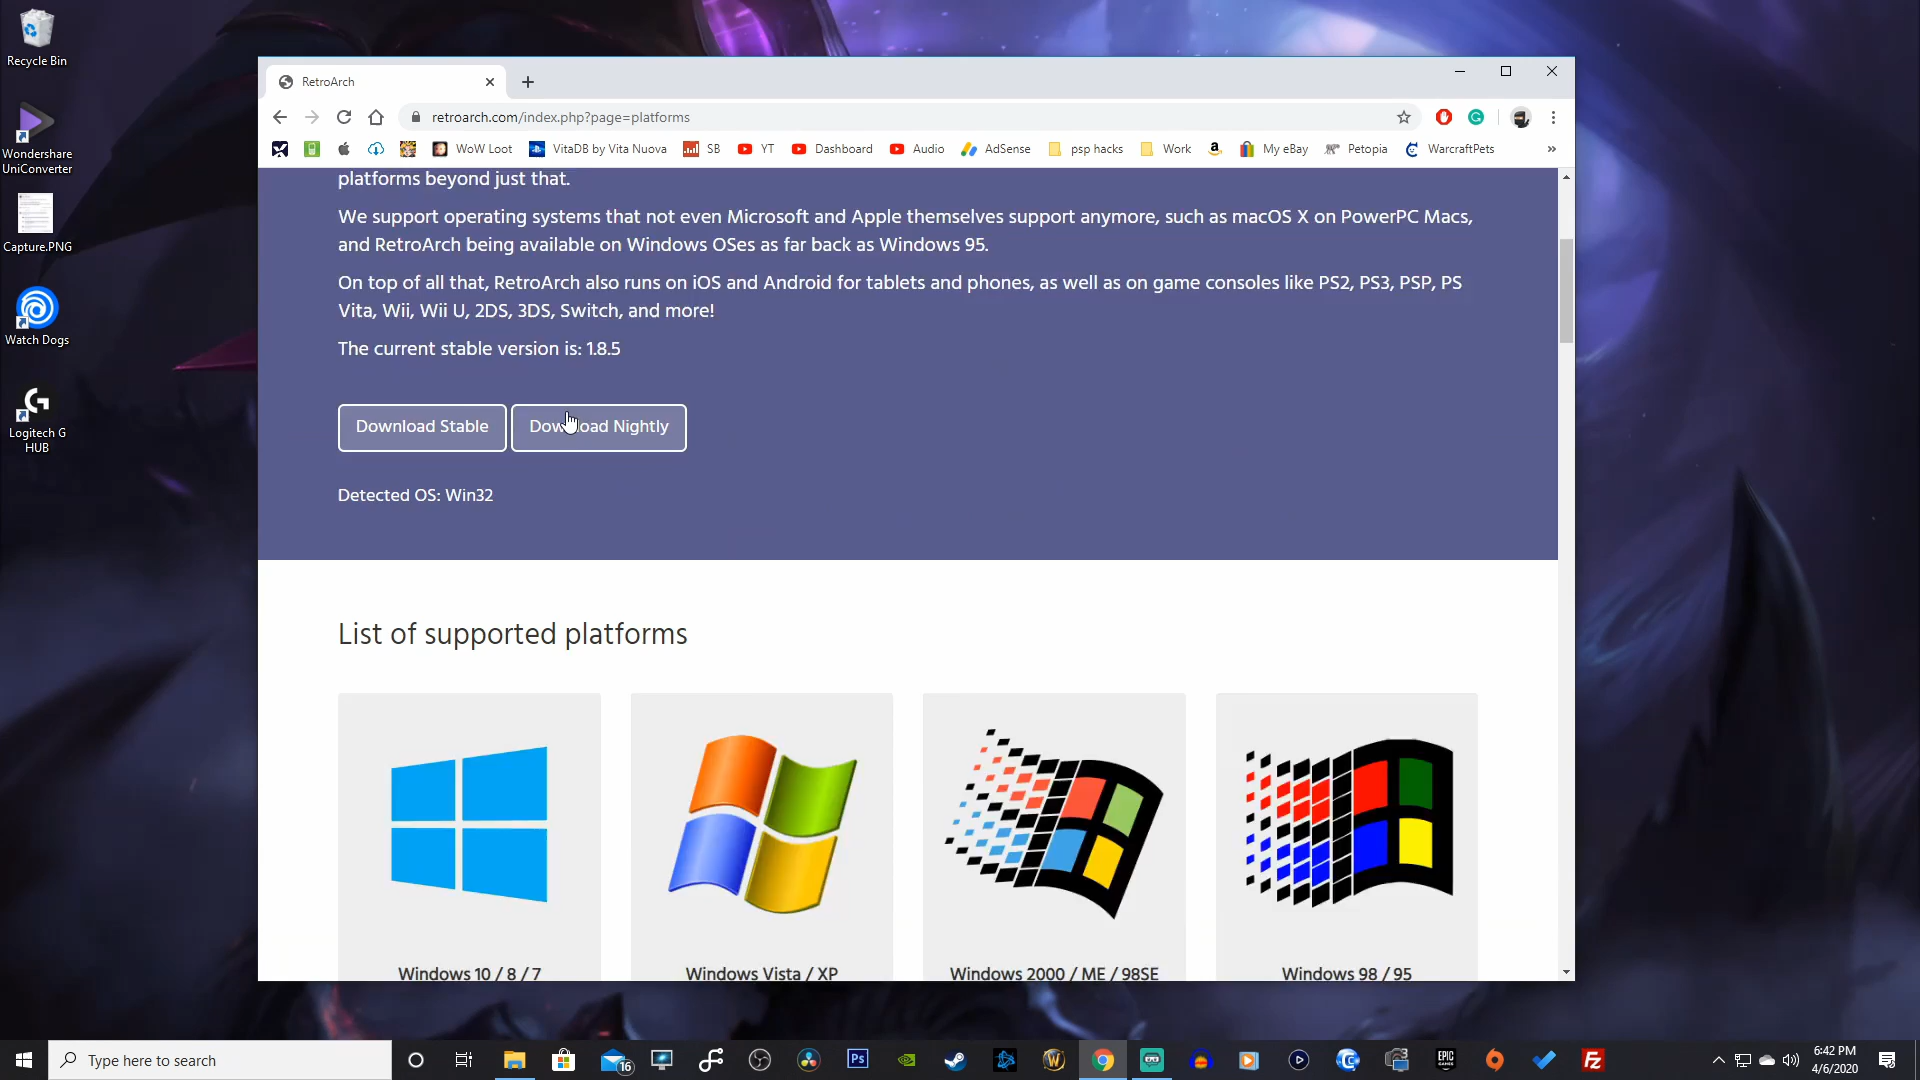 Recycle Bin
Wondershare
UniConverter
Capture.PNG
Watch Dogs
Logitech G
HUB
RetroArch
retroarch.com/index.php?page=platforms
WoW Loot
VitaDB by Vita Nuova
SB
YT
Dashboard
Audio
AdSense
psp hacks
Work
My eBay
Petopia
WarcraftPets
»
platforms beyond just that.
We support operating systems that not even Microsoft and Apple themselves support anymore, such as macOS X on PowerPC Macs,
and RetroArch being available on Windows OSes as far back as Windows 95.
On top of all that, RetroArch also runs on iOS and Android for tablets and phones, as well as on game consoles like PS2, PS3, PSP, PS
Vita, Wii, Wii U, 2DS, 3DS, Switch, and more!
The current stable version is: 1.8.5
Download Stable
Download Nightly
Detected OS: Win32
List of supported platforms
Windows 10 / 8 / 7
Windows Vista / XP
Windows 2000 / ME / 98SE
Windows 98 / 95
Type here to search
16
Ps
EPIC
GAMES
Fz
6:42 PM
4/6/2020